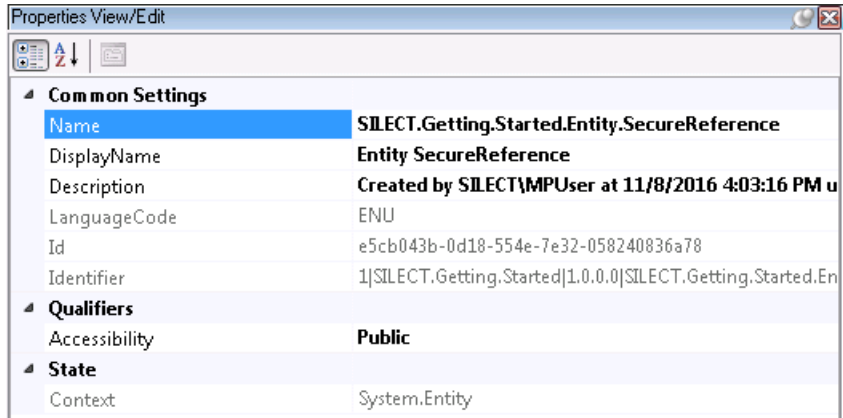 Properties View/Edit
Common Settings
Name SILECT.Getting.Started.Entity.SecureReference
DisplayName Entity SecureReference
Description Created by SILECT\MPUser at 11/8/2016 4:03:16 PM u
LanguageCode ENU
Id e5cb043b-0d18-554e-7e32-058240836a78
Identifier 1|SILECT.Getting.Started|1.0.0.0|SILECT.Getting.Started.En
Qualifiers
Accessibility Public
State
Context System.Entity